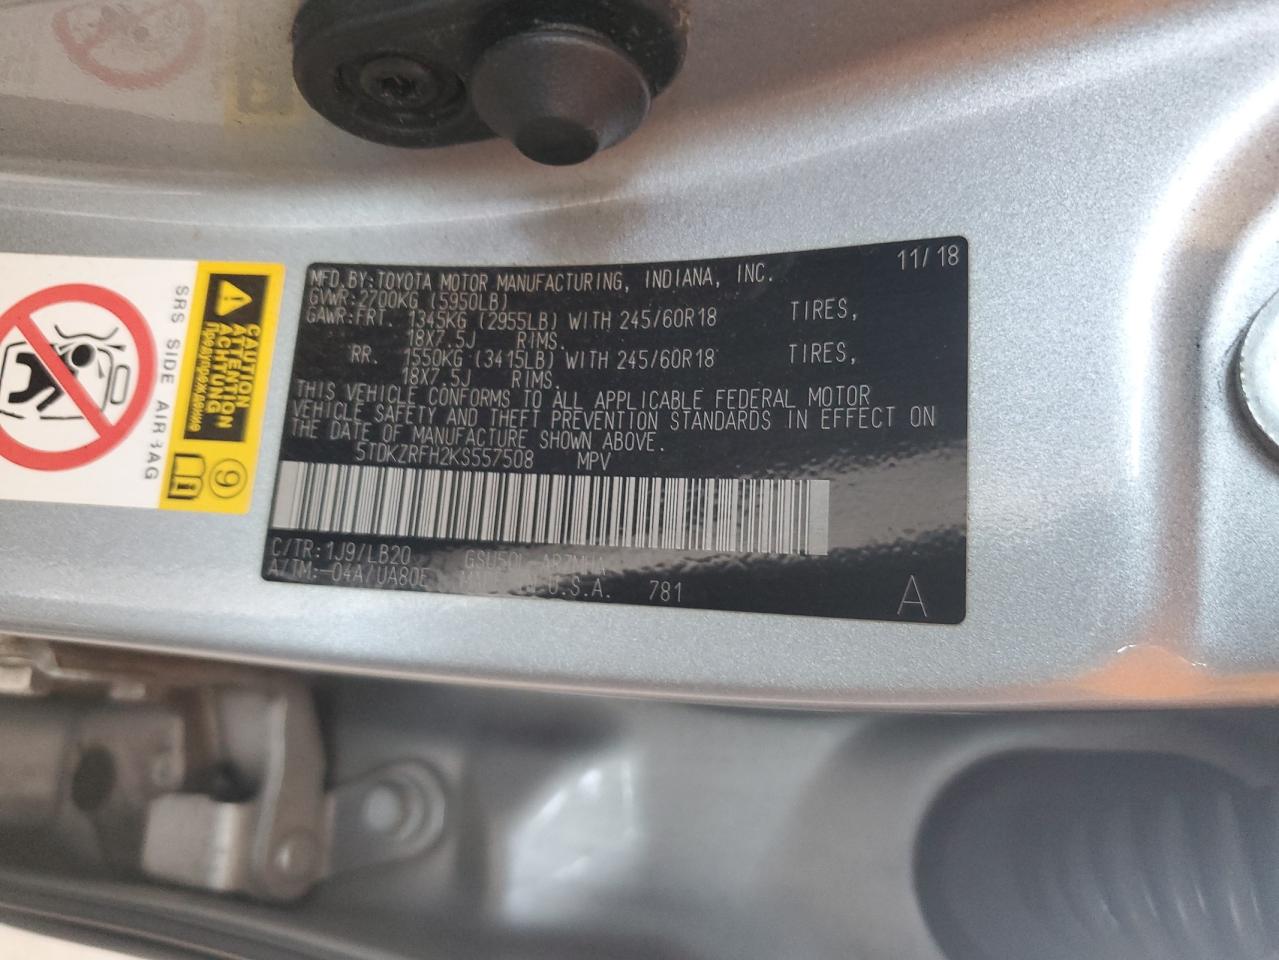 11/18
MFD.BY:TOYOTA MOTOR MANUFACTURING, INDIANA, INC.
GVWR:2700KG (5950LB)
GAWR:FRT. 1345KG (2955LB) WITH 245/60R18 TIRES,
18X7.5J RIMS.
RR. 1550KG (3415LB) WITH 245/60R18 TIRES,
18X7.5J RIMS.
THIS VEHICLE CONFORMS TO ALL APPLICABLE FEDERAL MOTOR
VEHICLE SAFETY AND THEFT PREVENTION STANDARDS IN EFFECT ON
THE DATE OF MANUFACTURE SHOWN ABOVE.
5TDKZRFH2KS557508 MPV
C/TR:1J9/LB20
A/TM:-04A/UA80E U.S.A. 781
A
CAUTION
ATTENTION
ACHTUNG
Предупреждение
9
i
SRS SIDE AIRBAG